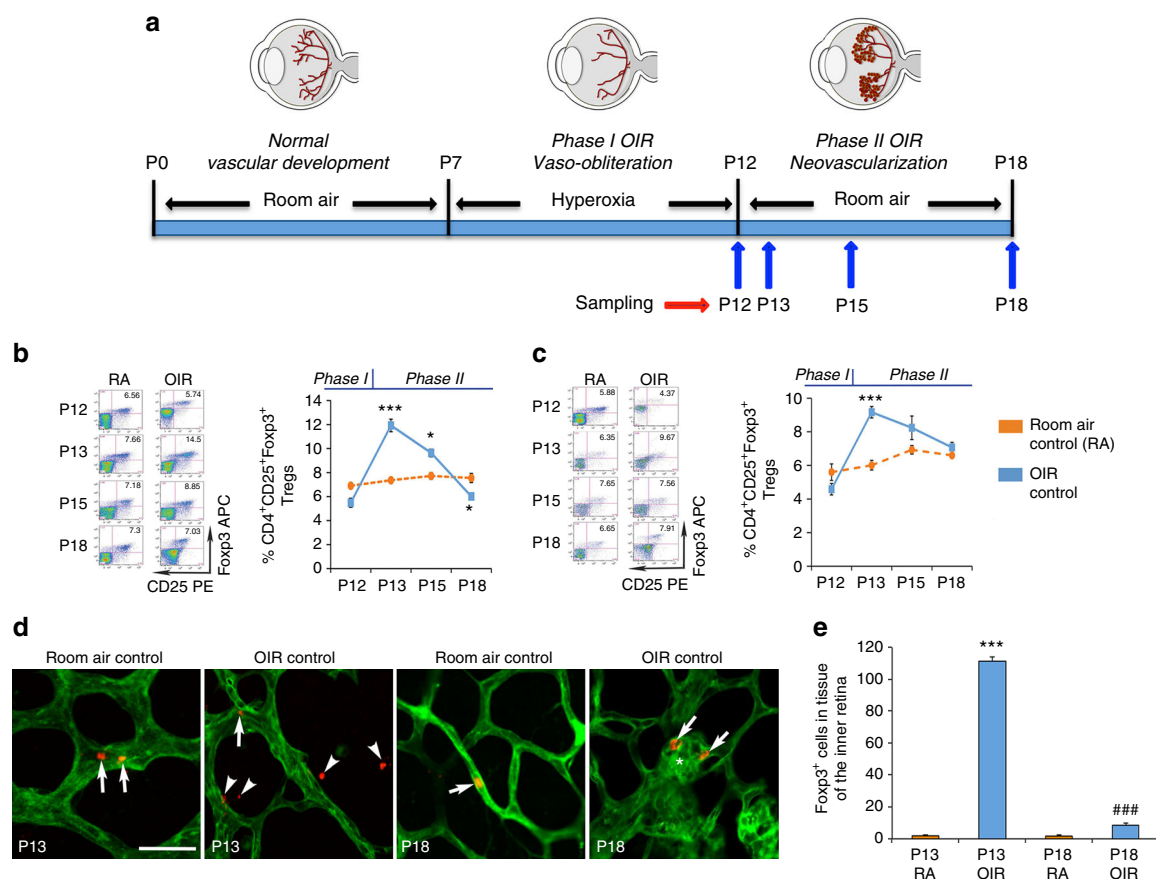 a
Normal
vascular development
Phase I OIR
Vaso-obliteration
Phase II OIR
Neovascularization
P0
P7
P12
P18
Room air
Hyperoxia
Room air
Sampling
P12
P13
P15
P18
b
RA
OIR
P12
6.56
5.74
P13
7.66
14.5
P15
7.18
8.85
P18
7.3
7.03
Foxp3 APC
CD25 PE
Phase I
Phase II
% CD4+CD25+Foxp3+
Tregs
14
12
10
8
6
4
2
0
***
*
*
P12
P13
P15
P18
c
RA
OIR
P12
5.88
4.37
P13
6.35
9.67
P15
7.65
7.56
P18
6.65
7.91
Foxp3 APC
CD25 PE
Phase I
Phase II
% CD4+CD25+Foxp3+
Tregs
10
8
6
4
2
0
***
P12
P13
P15
P18
Room air
control (RA)
OIR
control
d
Room air control
OIR control
Room air control
OIR control
*
P13
P13
P18
P18
e
Foxp3+ cells in tissue
of the inner retina
120
100
80
60
40
20
0
***
###
P13
RA
P13
OIR
P18
RA
P18
OIR